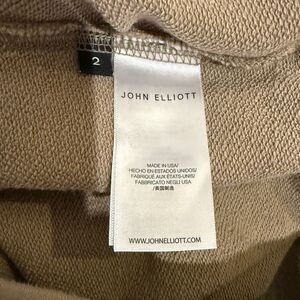 2
JOHN ELLIOTT
MADE IN USA/
HECHO EN ESTADOS UNIDOS/
FABRIQUÉ AUX ÉTATS-UNIS/
FABBRICATO NEGLI USA
/美国制造
WWW.JOHNELLIOTT.COM